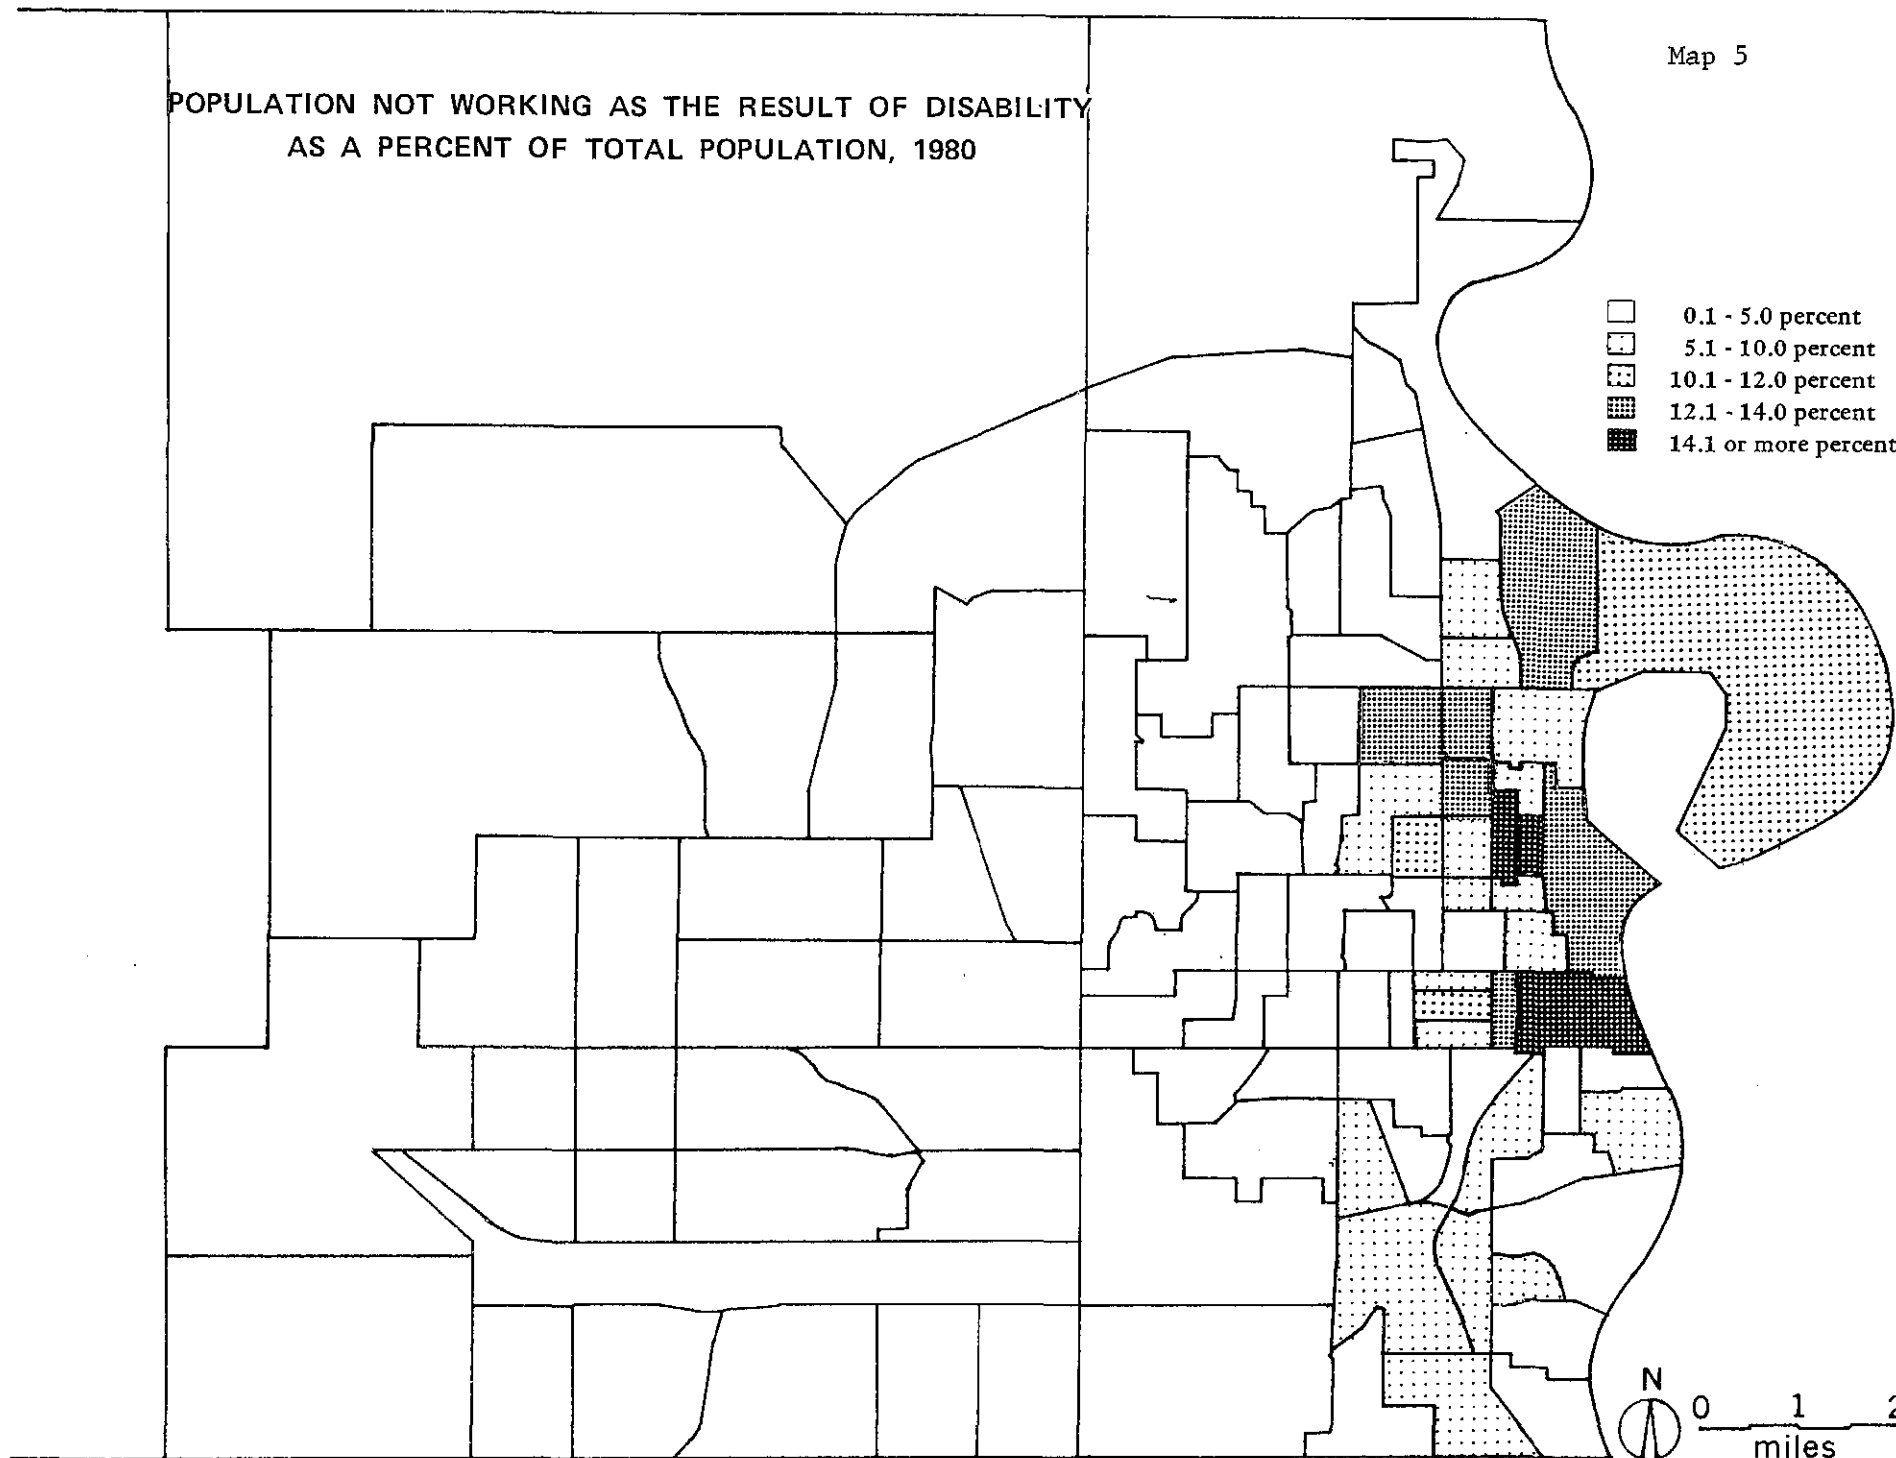 Map 5
POPULATION NOT WORKING AS THE RESULT OF DISABILITY
AS A PERCENT OF TOTAL POPULATION, 1980
0.1 - 5.0 percent
5.1 - 10.0 percent
10.1 - 12.0 percent
12.1 - 14.0 percent
14.1 or more percent
N
0 1 2
miles